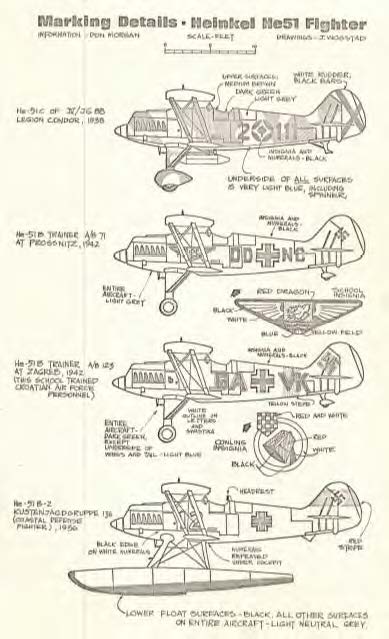 Marking Details • Heinkel He51 Fighter
INFORMATION - DON MORGAN
SCALE-FEET
DRAWINGS - J. WOGSTAD
UPPER SURFACES:
MEDIUM BROWN
DARK GREEN
LIGHT GREY
WHITE RUDDER,
BLACK BARS
He-51C OF IV/JG 88
LEGION CONDOR, 1938
2 11
INSIGNIA AND
NUMERALS-BLACK
UNDERSIDE OF ALL SURFACES
IS VERY LIGHT BLUE, INCLUDING
SPINNER.
He-51B TRAINER A/B 71
AT PROSSNITZ, 1942
INSIGNIA AND
NUMERALS-
BLACK
DD NC
ENTIRE
AIRCRAFT-
LIGHT GREY
RED DRAGON
SCHOOL
INSIGNIA
BLACK
WHITE
BLUE
YELLOW FIELD
He-51B TRAINER A/B 123
AT ZAGREB, 1942
(THIS SCHOOL TRAINED
CROATIAN AIR FORCE
PERSONNEL)
INSIGNIA AND
NUMERALS-BLACK
GA VK
YELLOW STRIPE
ENTIRE
AIRCRAFT-
DARK GREEN,
EXCEPT
UNDERSIDE OF
WINGS AND TAIL-LIGHT BLUE
WHITE
OUTLINE ON
LETTERS
AND
SWASTIKA
RED AND WHITE
COWLING
INSIGNIA
RED
WHITE
BLACK
He-51B-2
KUSTENJAGDGRUPPE 136
(COASTAL DEFENSE
FIGHTER), 1936
HEADREST
RED
STRIPE
BLACK EDGE
ON WHITE NUMERALS
NUMERALS
REPEATED
UNDER COCKPIT
LOWER FLOAT SURFACES-BLACK, ALL OTHER SURFACES
ON ENTIRE AIRCRAFT-LIGHT NEUTRAL GREY.